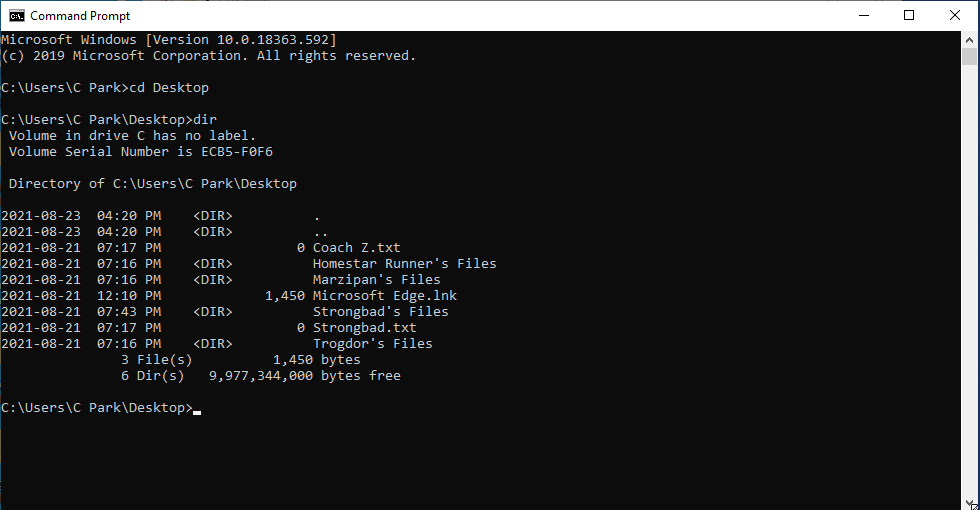 Command Prompt
Microsoft Windows [Version 10.0.18363.592]
(c) 2019 Microsoft Corporation. All rights reserved.
C:\Users\C Park>cd Desktop
C:\Users\C Park\Desktop>dir
 Volume in drive C has no label.
 Volume Serial Number is ECB5-F0F6
 Directory of C:\Users\C Park\Desktop
2021-08-23  04:20 PM    <DIR>          .
2021-08-23  04:20 PM    <DIR>          ..
2021-08-21  07:17 PM                 0 Coach Z.txt
2021-08-21  07:16 PM    <DIR>          Homestar Runner's Files
2021-08-21  07:16 PM    <DIR>          Marzipan's Files
2021-08-21  12:10 PM             1,450 Microsoft Edge.lnk
2021-08-21  07:43 PM    <DIR>          Strongbad's Files
2021-08-21  07:17 PM                 0 Strongbad.txt
2021-08-21  07:16 PM    <DIR>          Trogdor's Files
               3 File(s)          1,450 bytes
               6 Dir(s)   9,977,344,000 bytes free
C:\Users\C Park\Desktop>